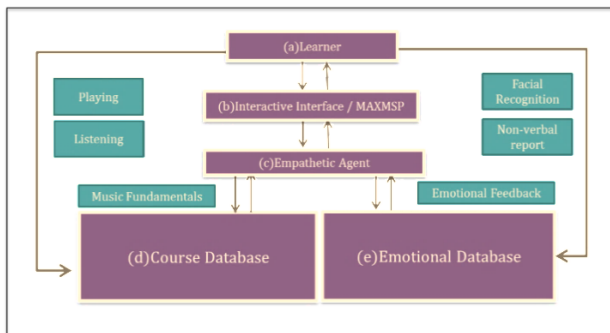 (a)Learner
Playing
Facial
Recognition
(b)Interactive Interface / MAXMSP
Listening
Non-verbal
report
(c)Empathetic Agent
Music Fundamentals
Emotional Feedback
(d)Course Database
(e)Emotional Database